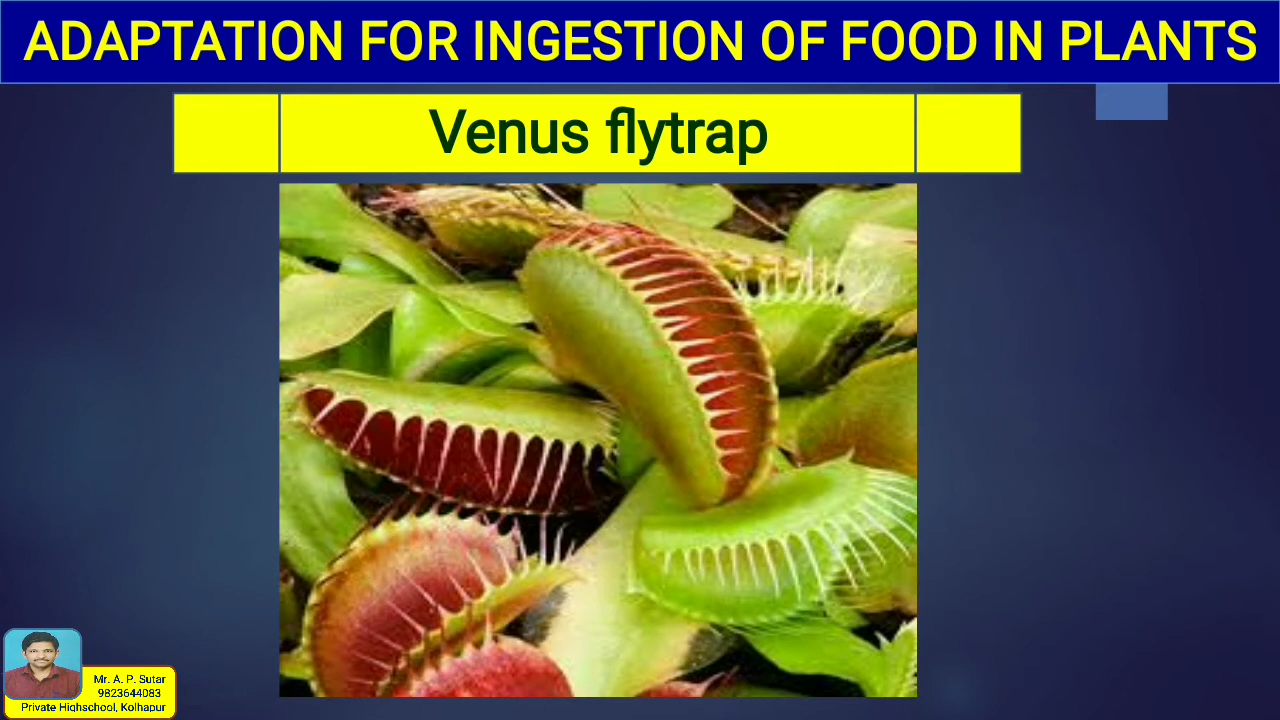 ADAPTATION FOR INGESTION OF FOOD IN PLANTS
Venus flytrap
Mr. A. P. Sutar
9823644083
Private Highschool, Kolhapur